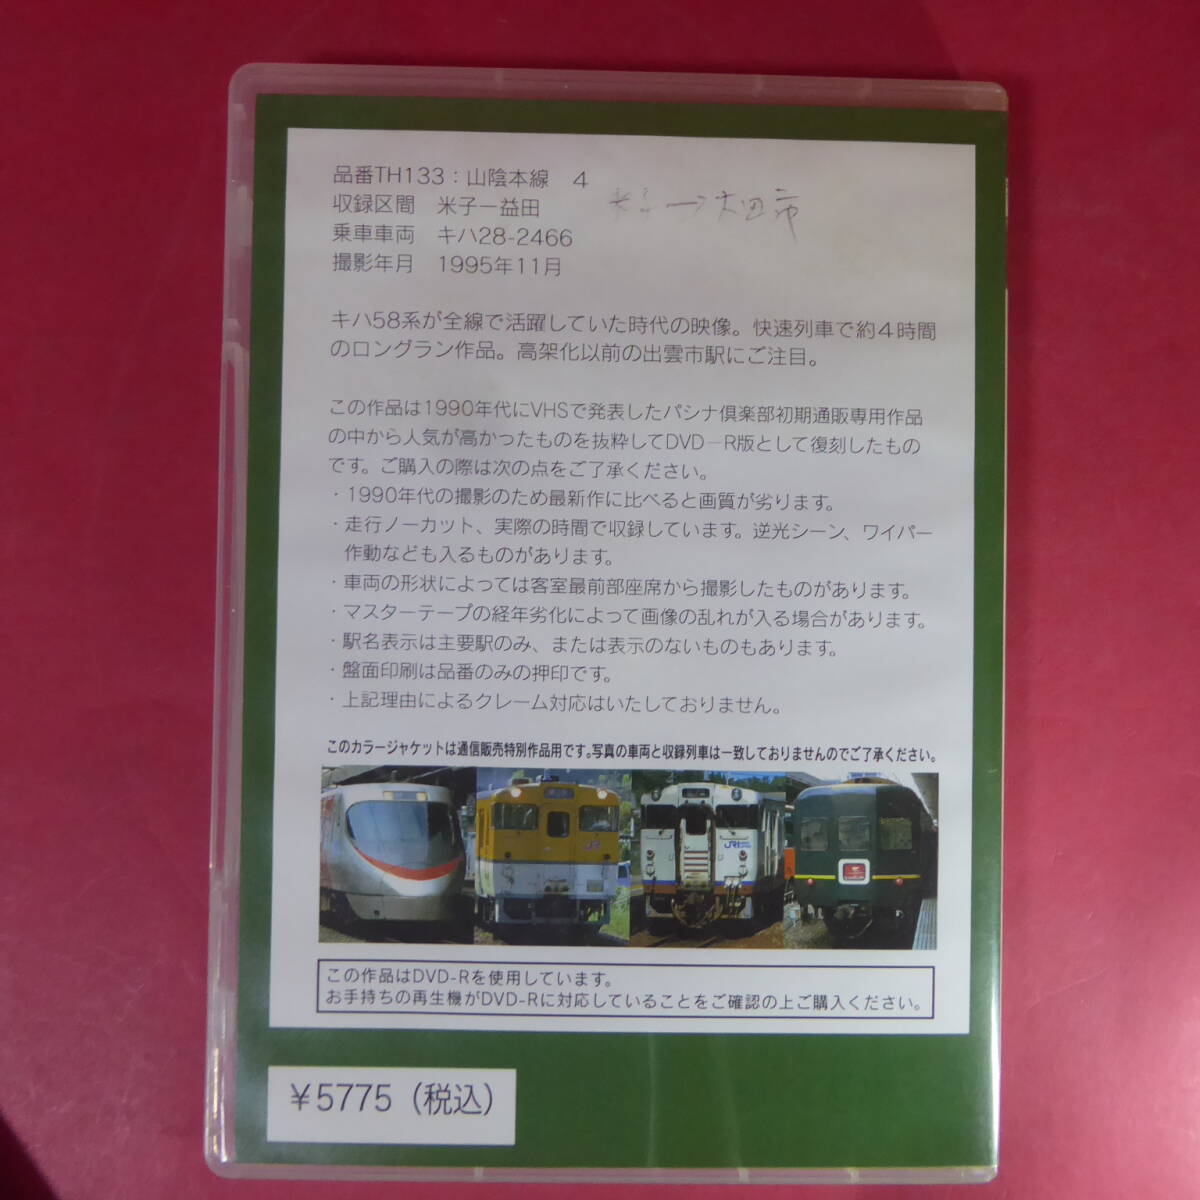 品番TH133：山陰本線　4
収録区間　米子ー益田
米子→大田市
乗車車両　キハ28-2466
撮影年月　1995年11月
キハ58系が全線で活躍していた時代の映像。快速列車で約４時間
のロングラン作品。高架化以前の出雲市駅にご注目。
この作品は1990年代にVHSで発表したパシナ倶楽部初期通販専用作品
の中から人気が高かったものを抜粋してDVD－R版として復刻したもの
です。ご購入の際は次の点をご了承ください。
・1990年代の撮影のため最新作に比べると画質が劣ります。
・走行ノーカット、実際の時間で収録しています。逆光シーン、ワイパー
作動なども入るものがあります。
・車両の形状によっては客室最前部座席から撮影したものがあります。
・マスターテープの経年劣化によって画像の乱れが入る場合があります。
・駅名表示は主要駅のみ、または表示のないものもあります。
・盤面印刷は品番のみの押印です。
・上記理由によるクレーム対応はいたしておりません。
このカラージャケットは通信販売特別作品用です。写真の車両と収録列車は一致しておりませんのでご了承ください。
JR
この作品はDVD-Rを使用しています。
お手持ちの再生機がDVD-Rに対応していることをご確認の上ご購入ください。
￥5775（税込）